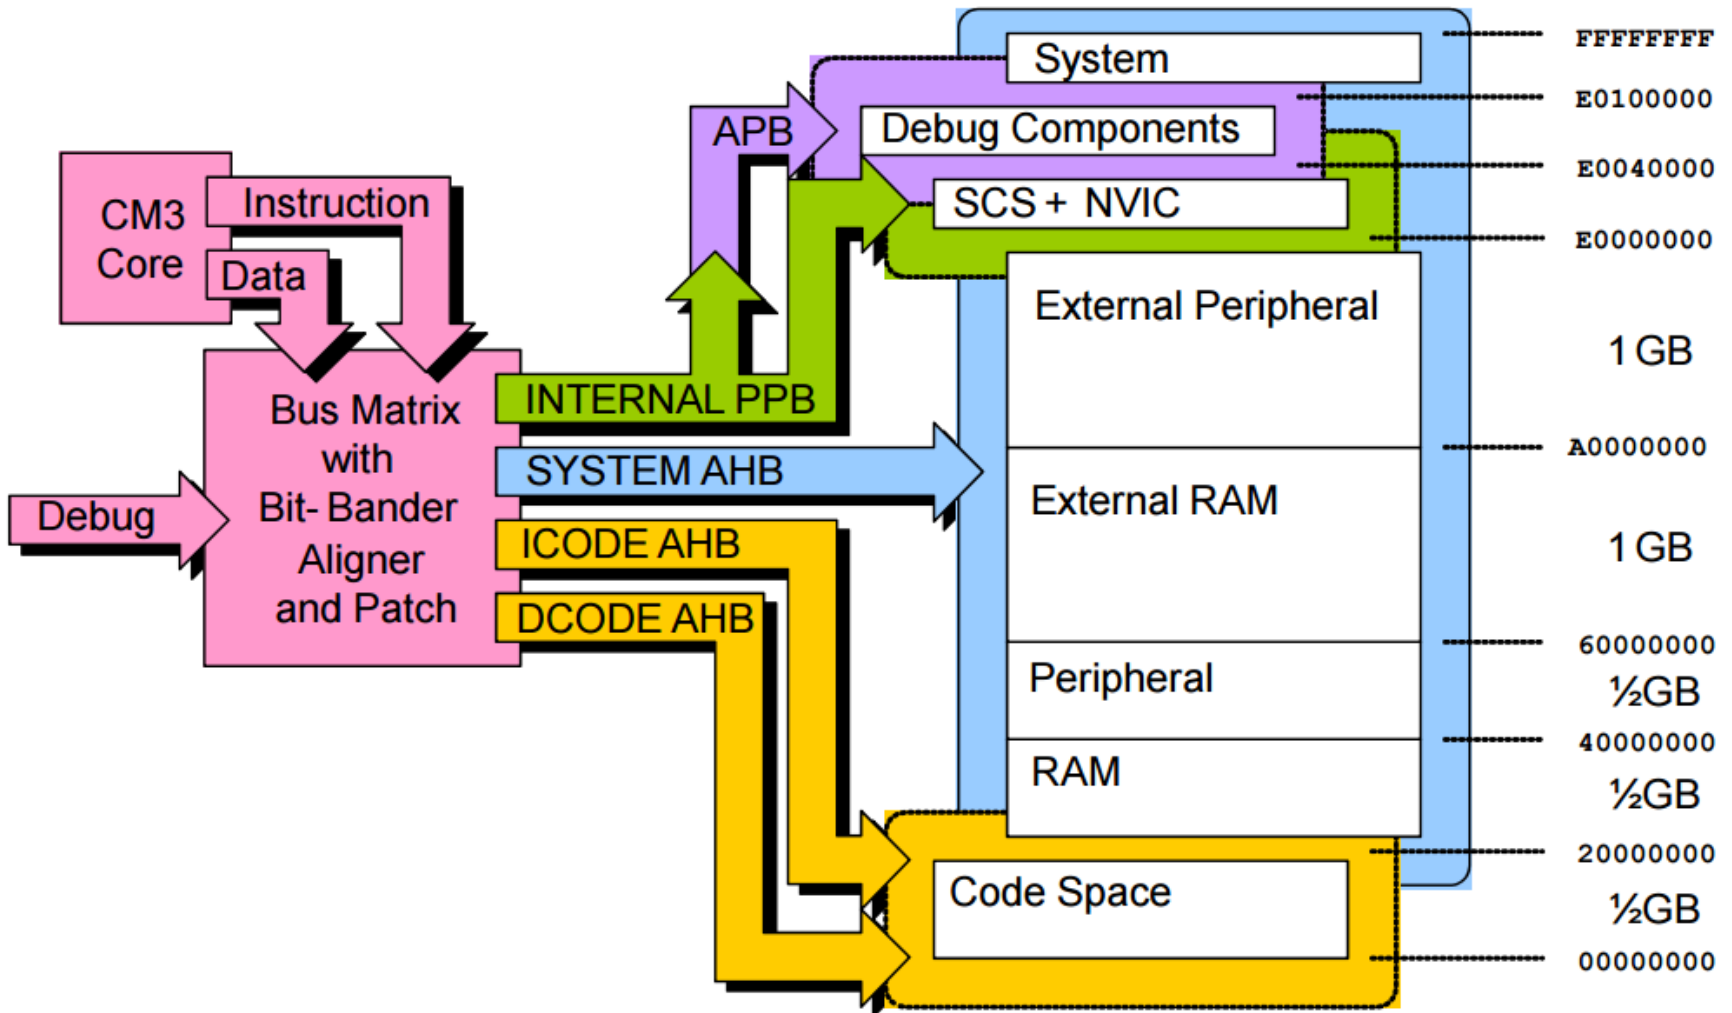 CM3
Core
Instruction
Data
Debug
Bus Matrix
with
Bit- Bander
Aligner
and Patch
APB
INTERNAL PPB
SYSTEM AHB
ICODE AHB
DCODE AHB
System
Debug Components
SCS + NVIC
External Peripheral
External RAM
Peripheral
RAM
Code Space
FFFFFFFF
E0100000
E0040000
E0000000
1 GB
A0000000
1 GB
60000000
½GB
40000000
½GB
20000000
½GB
00000000